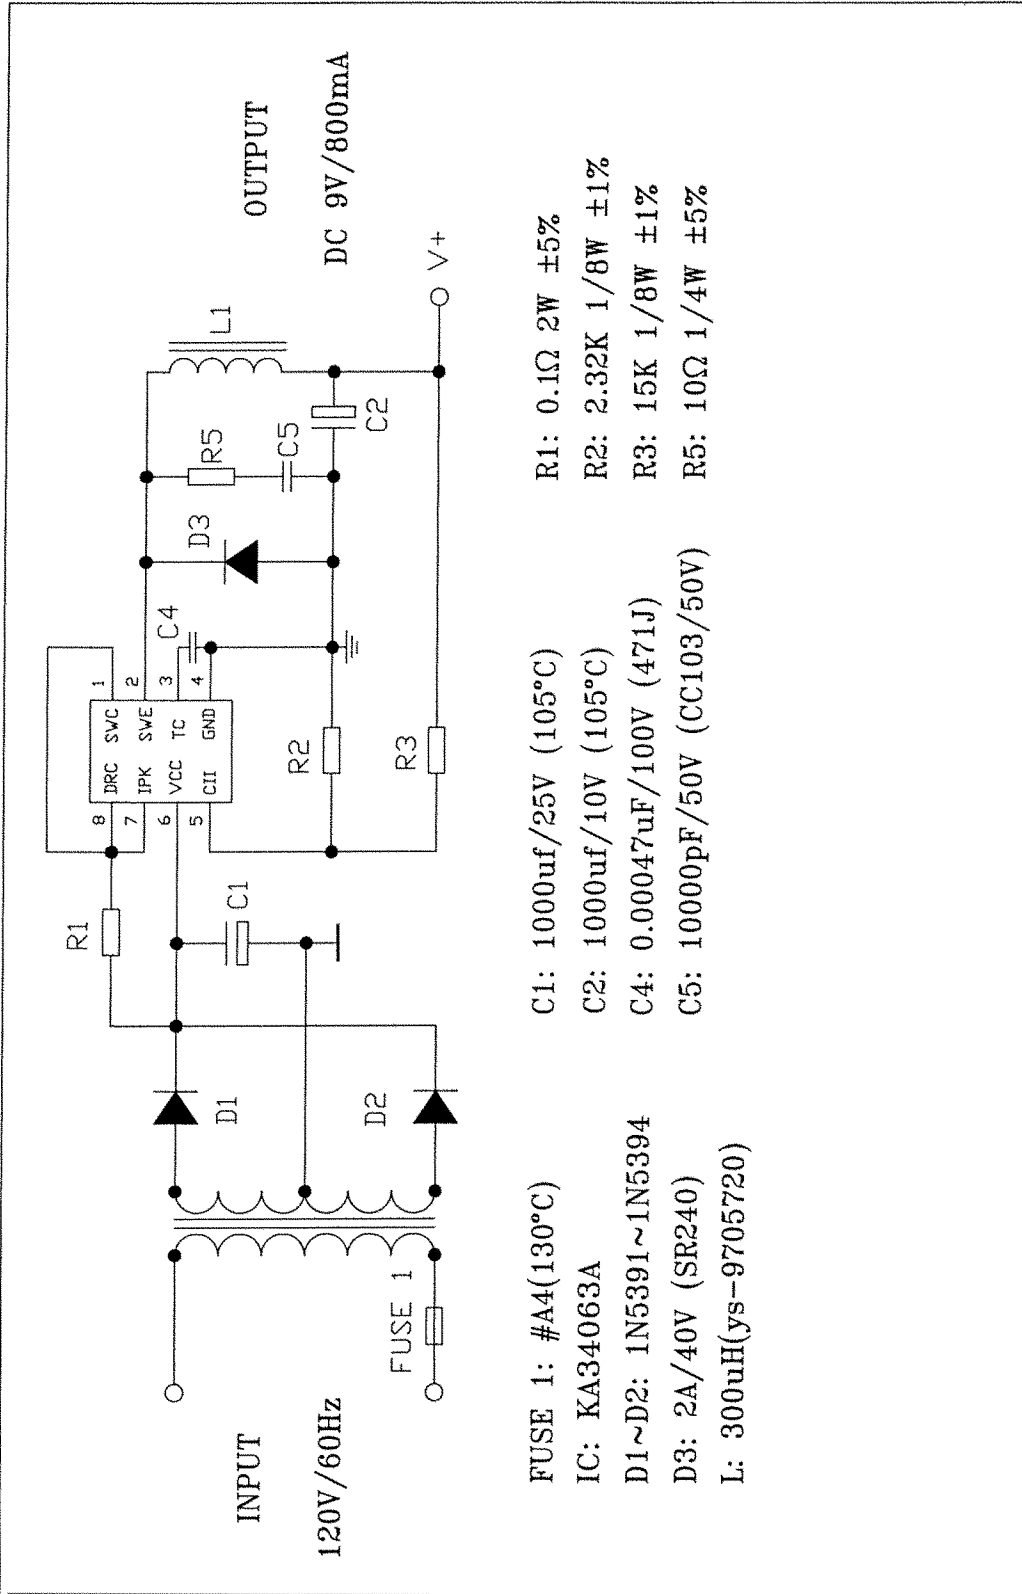 INPUT
120V/60Hz
FUSE 1
D1
D2
R1
C1
8 DRC SWC 1
7 IPK SWE 2
6 VCC TC 3
5 CII GND 4
C4
R2
R3
D3
R5
C5
C2
L1
V+
OUTPUT
DC 9V/800mA
FUSE 1: #A4(130°C)
IC: KA34063A
D1~D2: 1N5391~1N5394
D3: 2A/40V (SR240)
L: 300uH(ys-9705720)
C1: 1000uf/25V (105°C)
C2: 1000uf/10V (105°C)
C4: 0.00047uF/100V (471J)
C5: 10000pF/50V (CC103/50V)
R1: 0.1Ω 2W ±5%
R2: 2.32K 1/8W ±1%
R3: 15K 1/8W ±1%
R5: 10Ω 1/4W ±5%